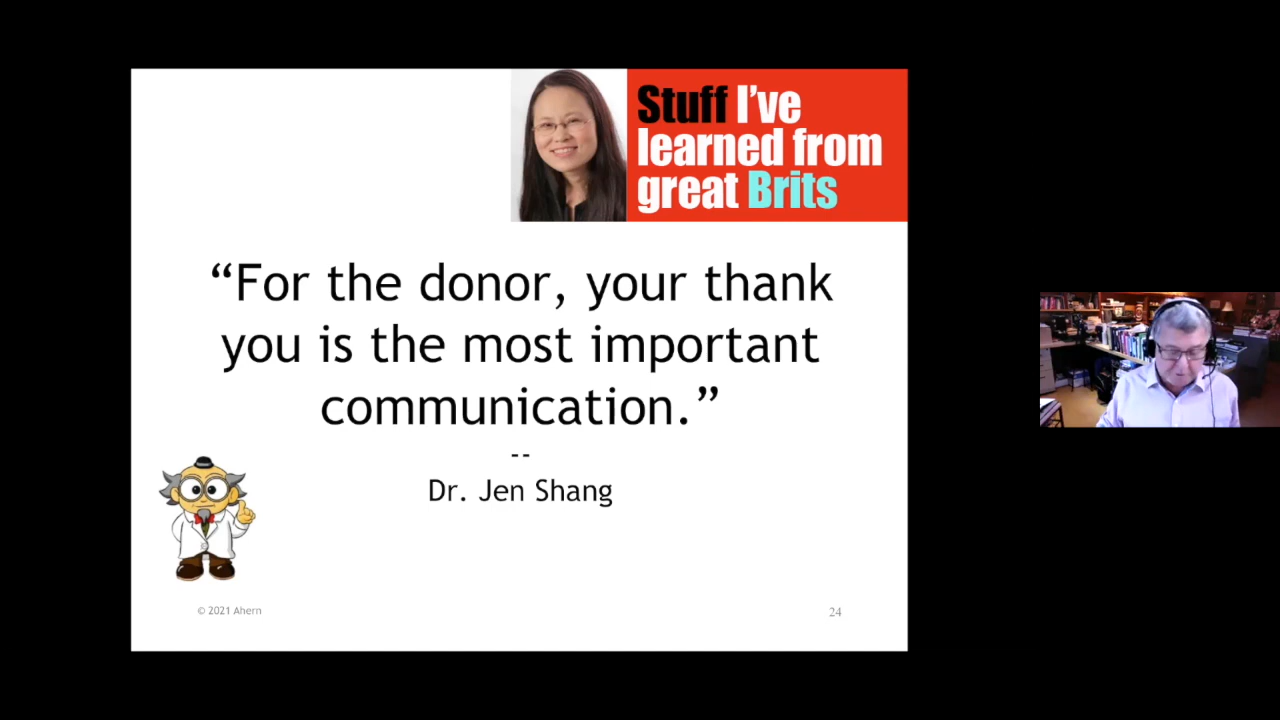 Stuff I’ve
learned from
great Brits
“For the donor, your thank
you is the most important
communication.”
--
Dr. Jen Shang
© 2021 Ahern
24